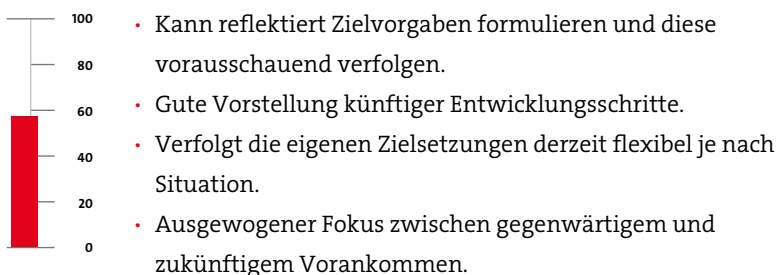 100
80
60
40
20
0
• Kann reflektiert Zielvorgaben formulieren und diese
vorausschauend verfolgen.
• Gute Vorstellung künftiger Entwicklungsschritte.
• Verfolgt die eigenen Zielsetzungen derzeit flexibel je nach
Situation.
• Ausgewogener Fokus zwischen gegenwärtigem und
zukünftigem Vorankommen.